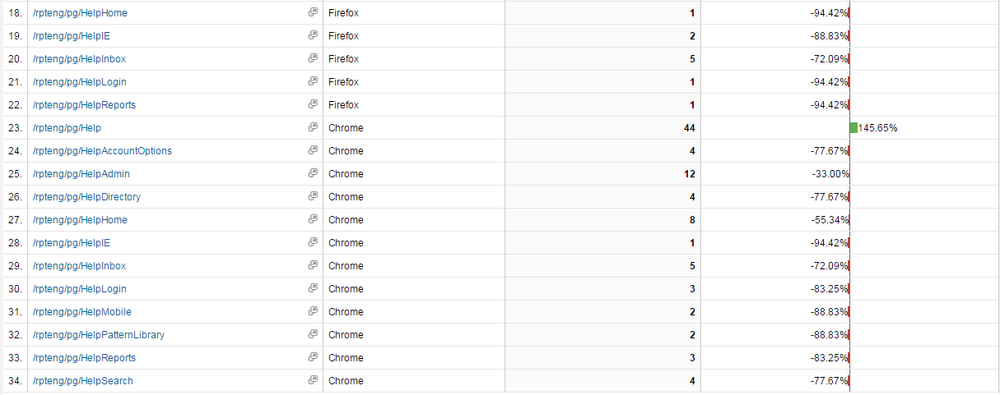 18. /rpteng/pg/HelpHome Firefox 1 -94.42%
19. /rpteng/pg/HelpIE Firefox 2 -88.83%
20. /rpteng/pg/HelpInbox Firefox 5 -72.09%
21. /rpteng/pg/HelpLogin Firefox 1 -94.42%
22. /rpteng/pg/HelpReports Firefox 1 -94.42%
23. /rpteng/pg/Help Chrome 44 145.65%
24. /rpteng/pg/HelpAccountOptions Chrome 4 -77.67%
25. /rpteng/pg/HelpAdmin Chrome 12 -33.00%
26. /rpteng/pg/HelpDirectory Chrome 4 -77.67%
27. /rpteng/pg/HelpHome Chrome 8 -55.34%
28. /rpteng/pg/HelpIE Chrome 1 -94.42%
29. /rpteng/pg/HelpInbox Chrome 5 -72.09%
30. /rpteng/pg/HelpLogin Chrome 3 -83.25%
31. /rpteng/pg/HelpMobile Chrome 2 -88.83%
32. /rpteng/pg/HelpPatternLibrary Chrome 2 -88.83%
33. /rpteng/pg/HelpReports Chrome 3 -83.25%
34. /rpteng/pg/HelpSearch Chrome 4 -77.67%